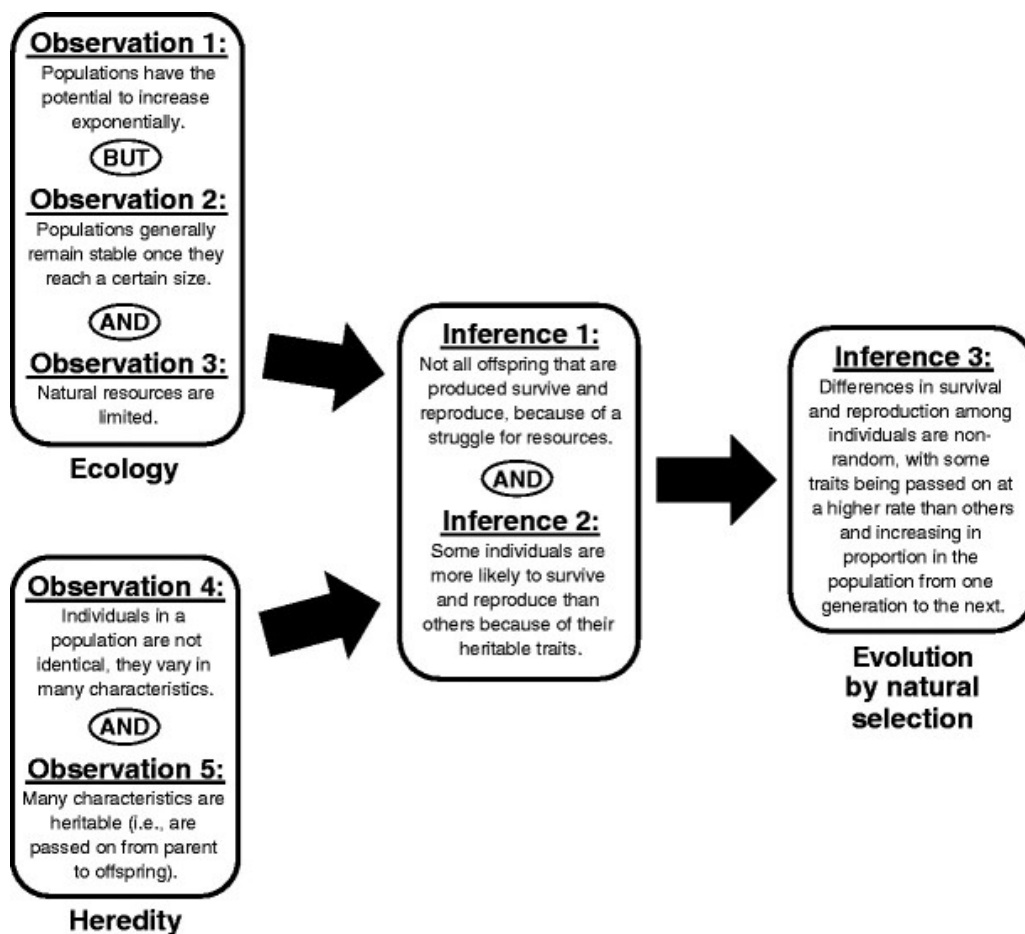 Observation 1:
Populations have the
potential to increase
exponentially.
BUT
Observation 2:
Populations generally
remain stable once they
reach a certain size.
AND
Observation 3:
Natural resources are
limited.
Ecology
Observation 4:
Individuals in a
population are not
identical, they vary in
many characteristics.
AND
Observation 5:
Many characteristics are
heritable (i.e., are
passed on from parent
to offspring).
Heredity
Inference 1:
Not all offspring that are
produced survive and
reproduce, because of a
struggle for resources.
AND
Inference 2:
Some individuals are
more likely to survive
and reproduce than
others because of their
heritable traits.
Inference 3:
Differences in survival
and reproduction among
individuals are non-
random, with some
traits being passed on at
a higher rate than others
and increasing in
proportion in the
population from one
generation to the next.
Evolution
by natural
selection